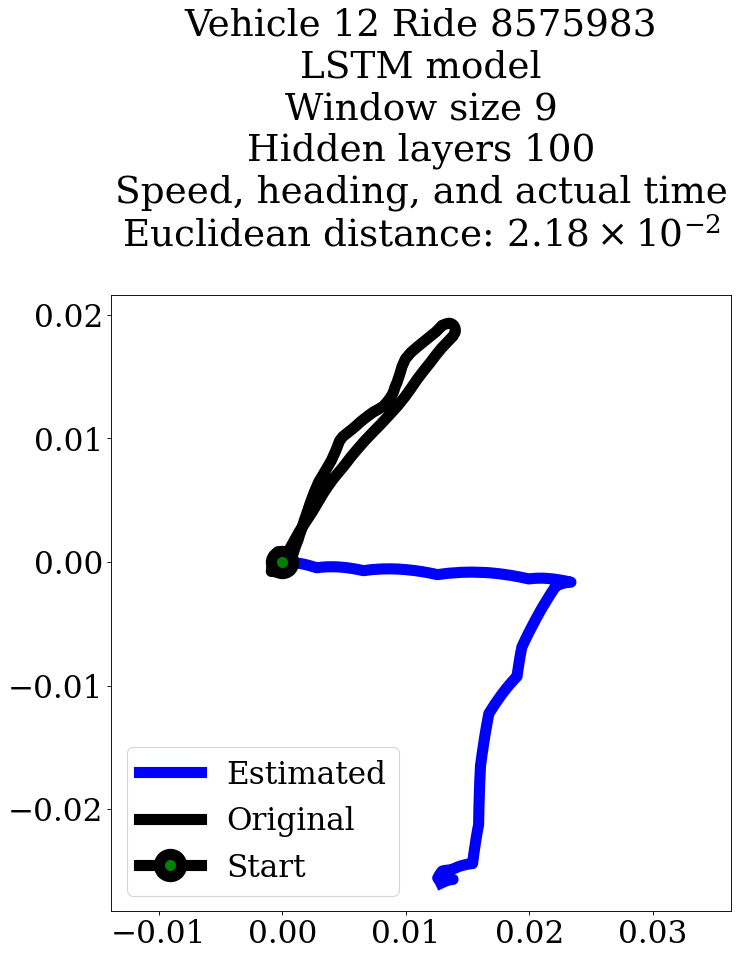 Vehicle 12 Ride 8575983
LSTM model
Window size 9
Hidden layers 100
Speed, heading, and actual time
Euclidean distance: 2.18 × 10⁻²
0.02
0.01
0.00
−0.01
−0.02
Estimated
Original
Start
−0.01 0.00 0.01 0.02 0.03